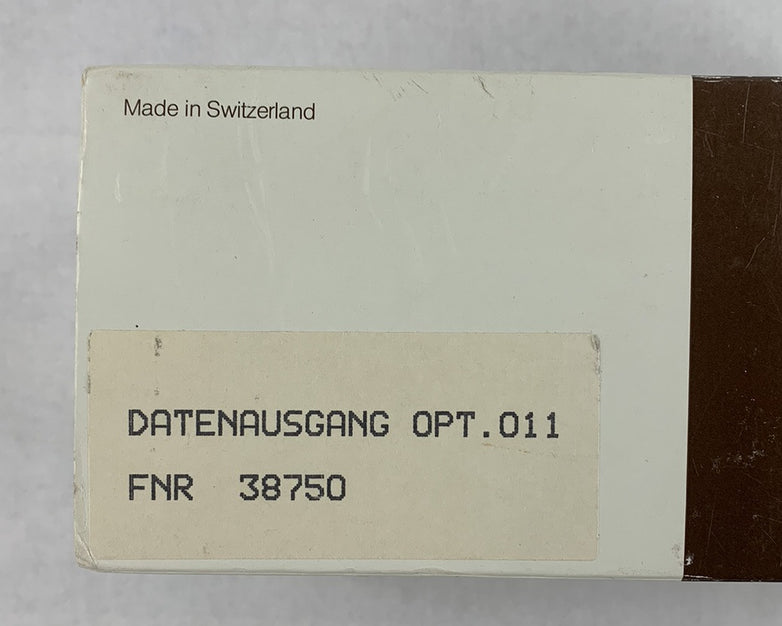 Made in Switzerland
DATENAUSGANG OPT.011
FNR 38750